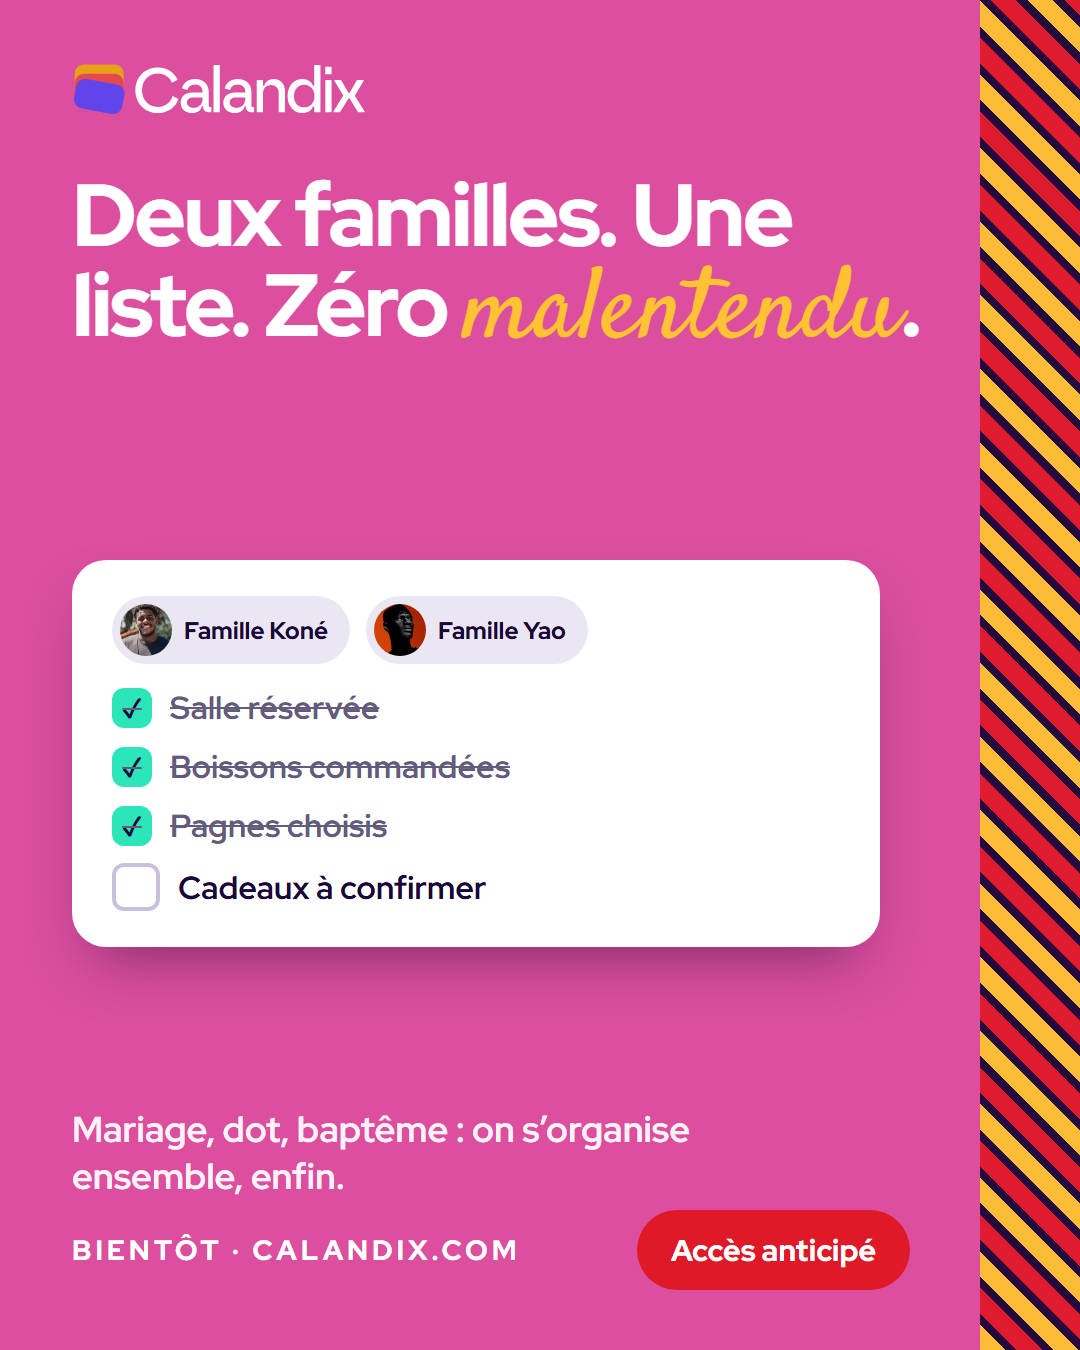 Calandix
Deux familles. Une
liste. Zéro malentendu.
Famille Koné
Famille Yao
Salle réservée
Boissons commandées
Pagnes choisis
Cadeaux à confirmer
Mariage, dot, baptême : on s’organise
ensemble, enfin.
BIENTÔT · CALANDIX.COM
Accès anticipé